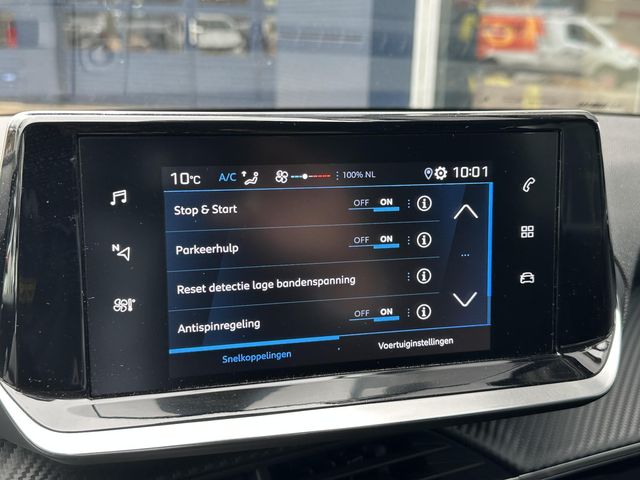 10°C A/C 100% NL 10:01
Stop & Start OFF ON
N
Parkeerhulp OFF ON
Reset detectie lage bandenspanning
Antispinregeling OFF ON
Snelkoppelingen Voertuiginstellingen